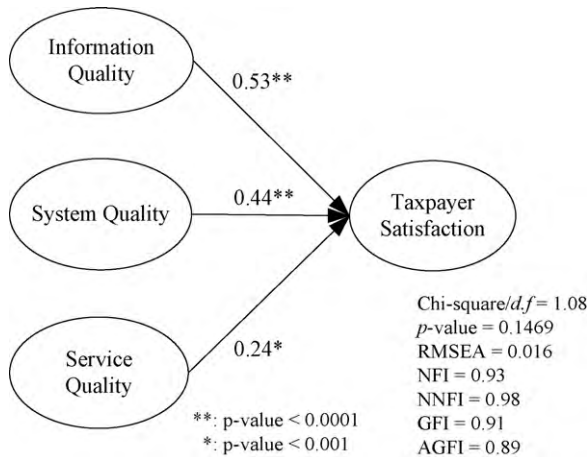 Information
Quality
0.53**
System Quality
0.44**
Taxpayer
Satisfaction
Service
Quality
0.24*
**: p-value < 0.0001
*: p-value < 0.001
Chi-square/d.f = 1.08
p-value = 0.1469
RMSEA = 0.016
NFI = 0.93
NNFI = 0.98
GFI = 0.91
AGFI = 0.89